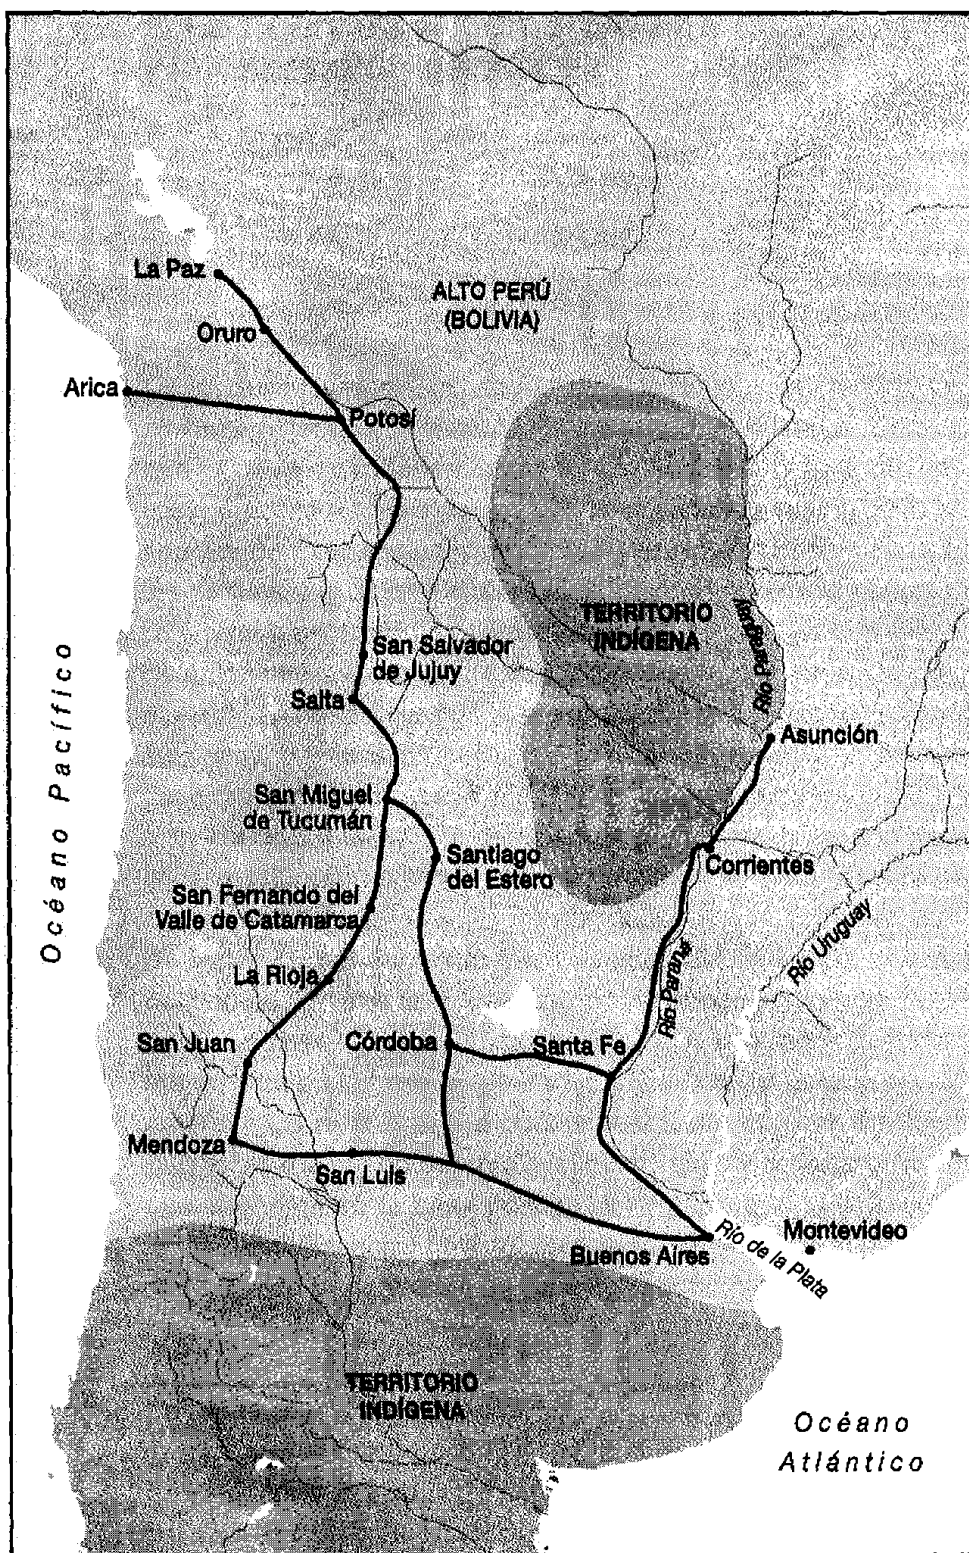 La Paz
ALTO PERÚ
(BOLIVIA)
Oruro
Arica
Potosí
TERRITORIO
INDÍGENA
Río Paraguay
San Salvador
de Jujuy
Salta
Asunción
Océano Pacífico
San Miguel
de Tucumán
Santiago
del Estero
Corrientes
San Fernando del
Valle de Catamarca
Río Uruguay
La Rioja
Río Paraná
San Juan
Córdoba
Santa Fe
Mendoza
San Luis
Buenos Aires
Río de la Plata
Montevideo
TERRITORIO
INDÍGENA
Océano
Atlántico